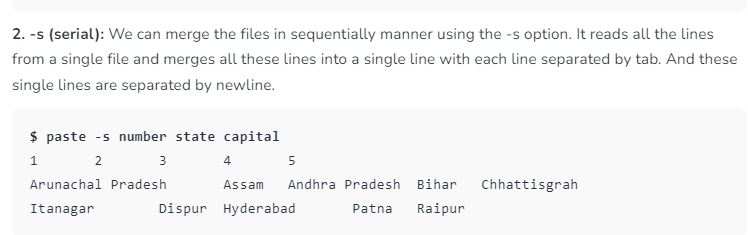 2. -s (serial): We can merge the files in sequentially manner using the -s option. It reads all the lines
from a single file and merges all these lines into a single line with each line separated by tab. And these
single lines are separated by newline.
$ paste -s number state capital
1 2 3 4 5
Arunachal Pradesh Assam Andhra Pradesh Bihar Chhattisgrah
Itanagar Dispur Hyderabad Patna Raipur